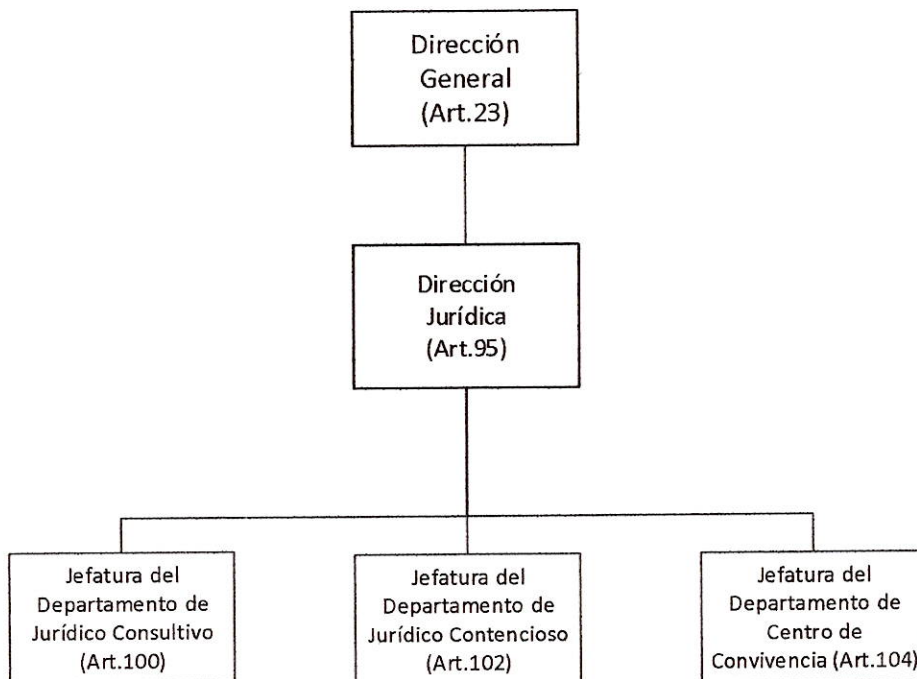 Dirección
General
(Art.23)
Dirección
Jurídica
(Art.95)
Jefatura del
Departamento de
Jurídico Consultivo
(Art.100)
Jefatura del
Departamento de
Jurídico Contencioso
(Art.102)
Jefatura del
Departamento de
Centro de
Convivencia (Art.104)